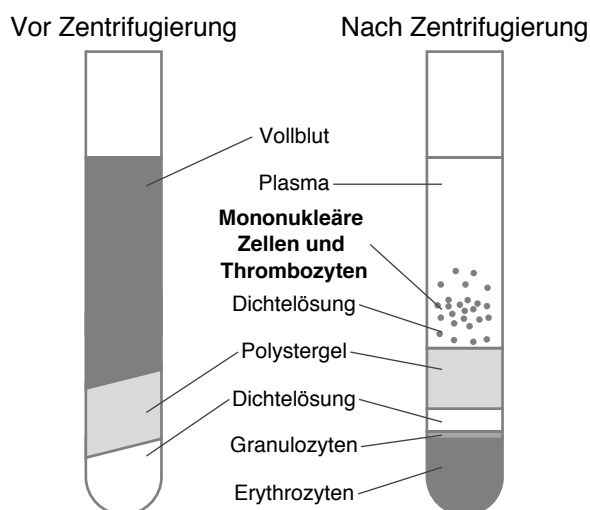 Vor Zentrifugierung
Nach Zentrifugierung
Vollblut
Plasma
Mononukleäre
Zellen und
Thrombozyten
Dichtelösung
Polystergel
Dichtelösung
Granulozyten
Erythrozyten